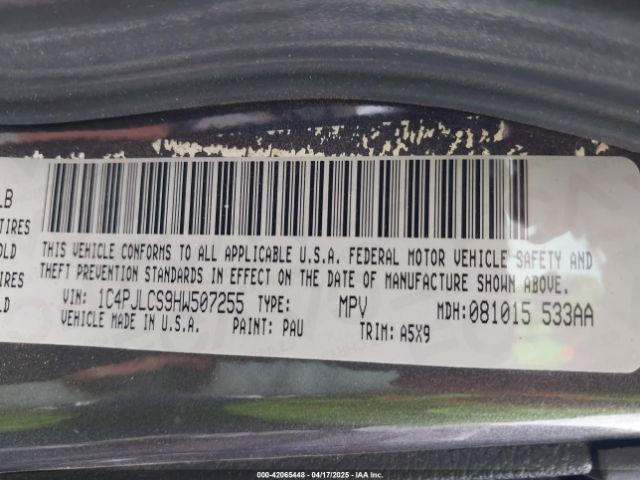 LB
TIRES
OLD
OLD
THIS VEHICLE CONFORMS TO ALL APPLICABLE U.S.A. FEDERAL MOTOR VEHICLE SAFETY AND
THEFT PREVENTION STANDARDS IN EFFECT ON THE DATE OF MANUFACTURE SHOWN ABOVE.
VIN: 1C4PJLCS9HW507255 TYPE: MPV MDH:081015 533AA
VEHICLE MADE IN U.S.A. PAINT: PAU TRIM: A5X9
000-42065448 - 04/17/2025 - IAA Inc.